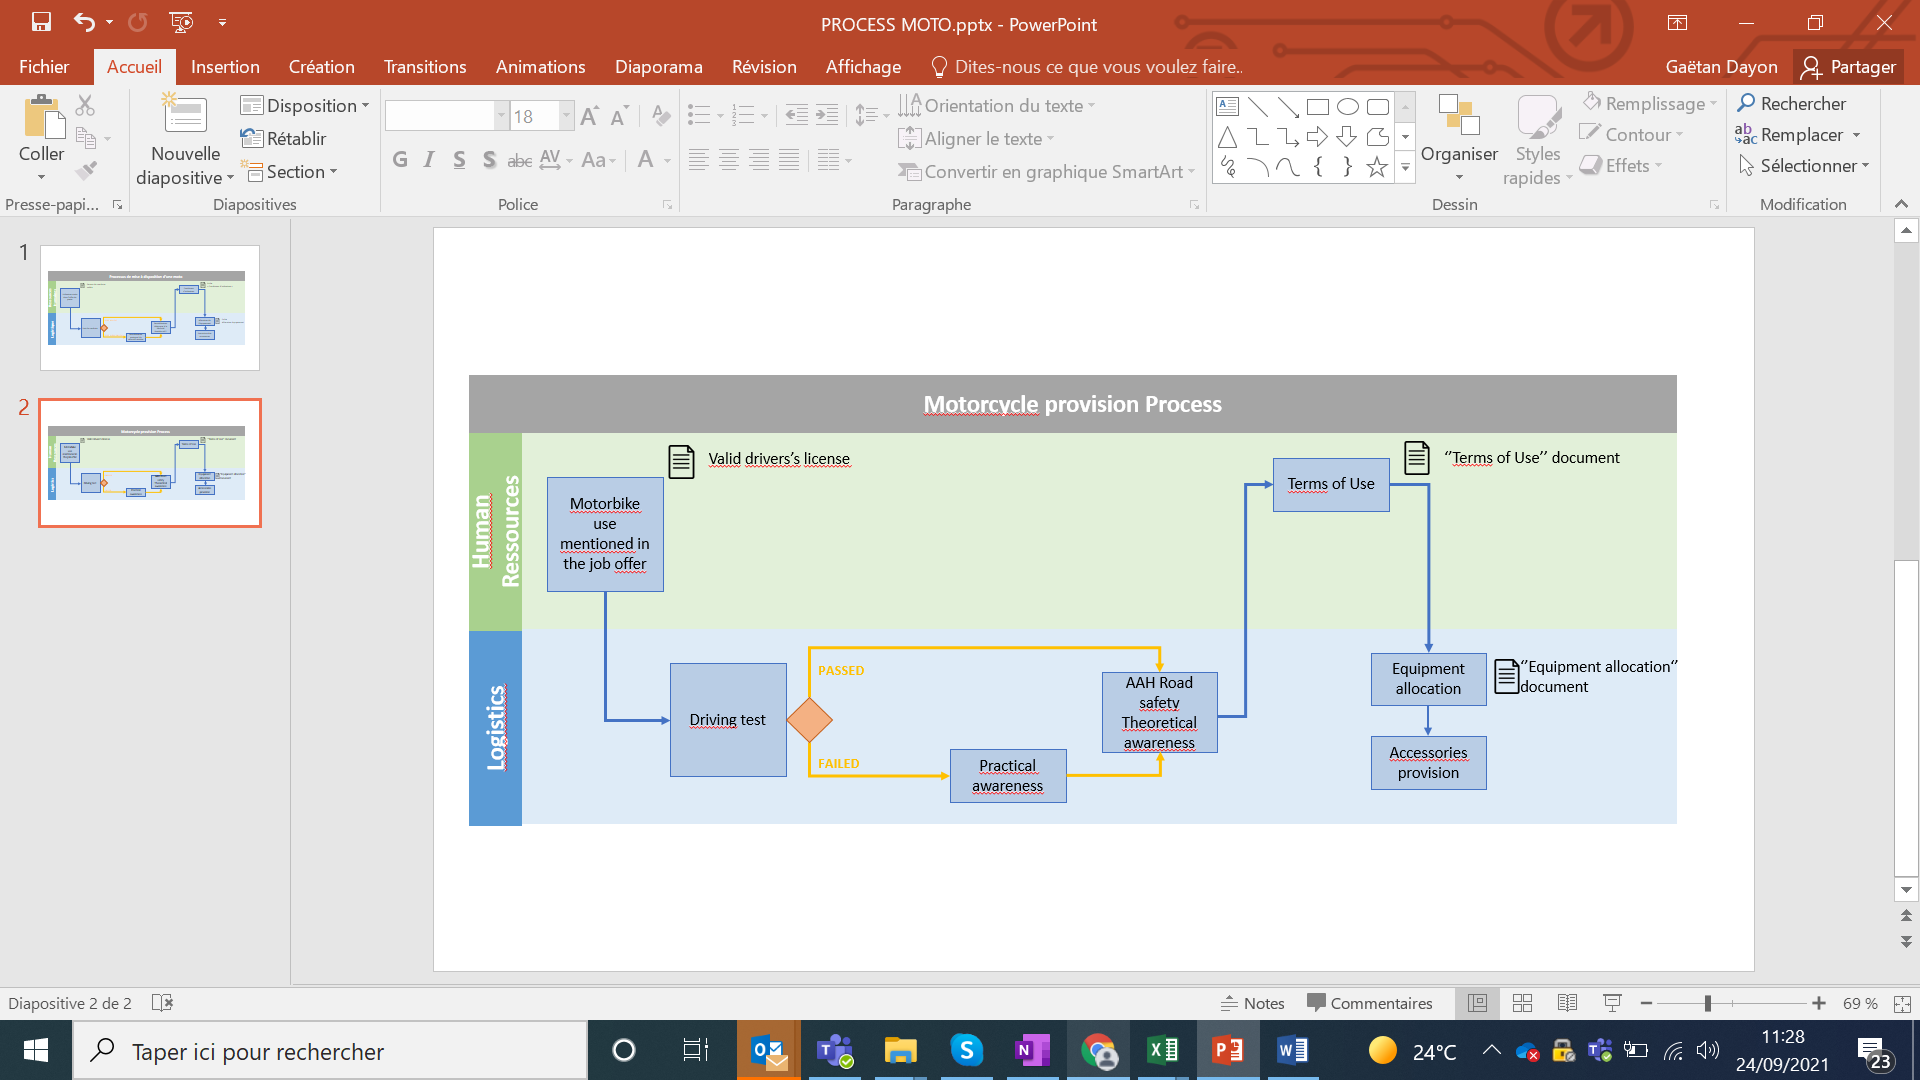 PROCESS MOTO.pptx - PowerPoint
Fichier
Accueil
Insertion
Création
Transitions
Animations
Diaporama
Révision
Affichage
Dites-nous ce que vous voulez faire..
Gaëtan Dayon
Partager
Coller
Presse-papi...
Nouvelle
diapositive
Disposition
Rétablir
Section
Diapositives
18
G I S S abc AV Aa A
Police
Orientation du texte
Aligner le texte
Convertir en graphique SmartArt
Paragraphe
Organiser
Styles
rapides
Remplissage
Contour
Effets
Dessin
Rechercher
Remplacer
Sélectionner
Modification
1
2
Motorcycle provision Process
Human
Ressources
Logistics
Valid drivers’s license
Motorbike
use
mentioned in
the job offer
Terms of Use
‘’Terms of Use’’ document
Driving test
PASSED
FAILED
Practical
awareness
AAH Road
safety
Theoretical
awareness
Equipment
allocation
‘’Equipment allocation’’
document
Accessories
provision
Diapositive 2 de 2
Notes
Commentaires
69 %
Taper ici pour rechercher
24°C
11:28
24/09/2021
23